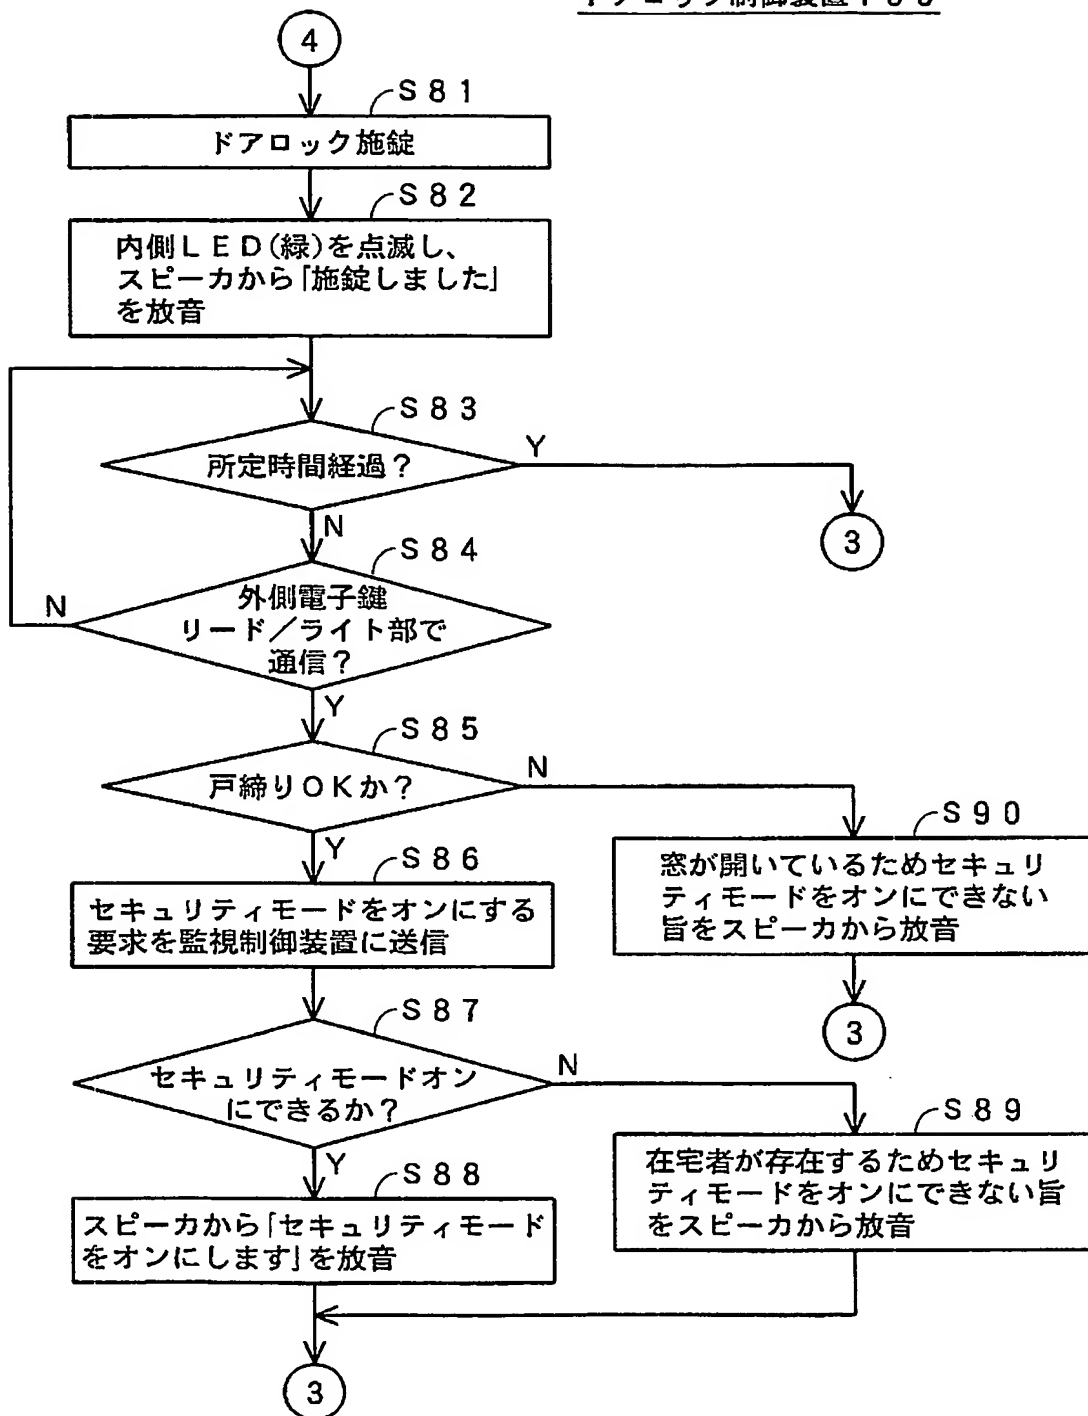 ④
S81
ドアロック施錠
S82
内側LED(緑)を点滅し、
スピーカから「施錠しました」
を放音
S83
所定時間経過?
Y
③
N
S84
外側電子鍵
リード/ライト部で
通信?
N
Y
S85
戸締りOKか?
N
S90
窓が開いているためセキュリ
ティモードをオンにできない
旨をスピーカから放音
③
Y
S86
セキュリティモードをオンにする
要求を監視制御装置に送信
S87
セキュリティモードオン
にできるか?
N
S89
在宅者が存在するためセキュリ
ティモードをオンにできない旨
をスピーカから放音
Y
S88
スピーカから「セキュリティモード
をオンにします」を放音
③